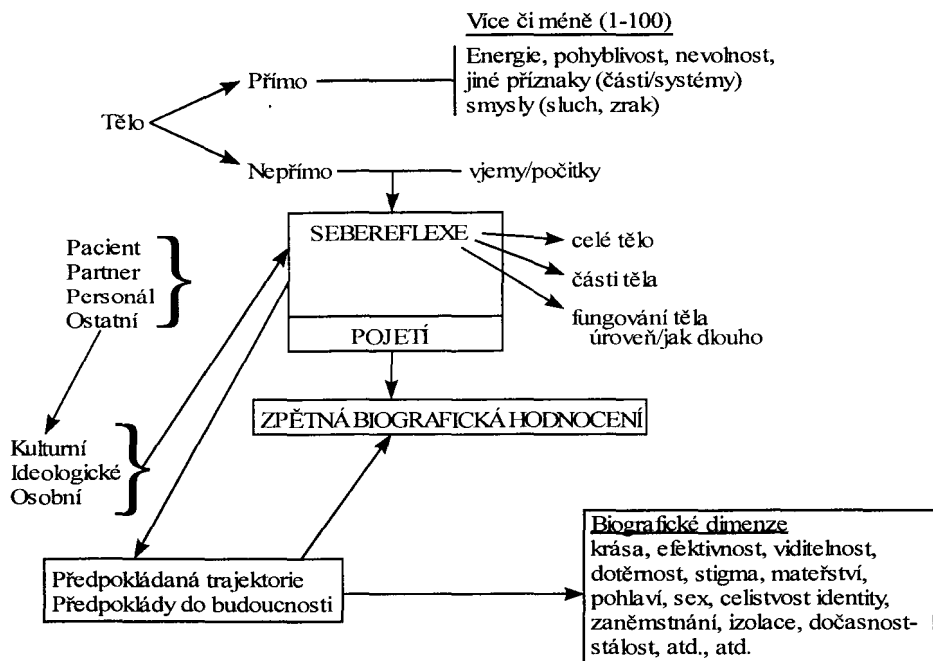 Více či méně (1-100)
Energie, pohyblivost, nevolnost,
jiné příznaky (části/systémy)
smysly (sluch, zrak)
Přímo
Tělo
Nepřímo
vjemy/počitky
SEBEREFLEXE
celé tělo
části těla
fungování těla
úroveň/jak dlouho
POJETÍ
Pacient
Partner
Personál
Ostatní
ZPĚTNÁ BIOGRAFICKÁ HODNOCENÍ
Kulturní
Ideologické
Osobní
Předpokládaná trajektorie
Předpoklady do budoucnosti
Biografické dimenze
krása, efektivnost, viditelnost,
dotěrnost, stigma, mateřství,
pohlaví, sex, celistvost identity,
zaněmstnání, izolace, dočasnost-
stálost, atd., atd.